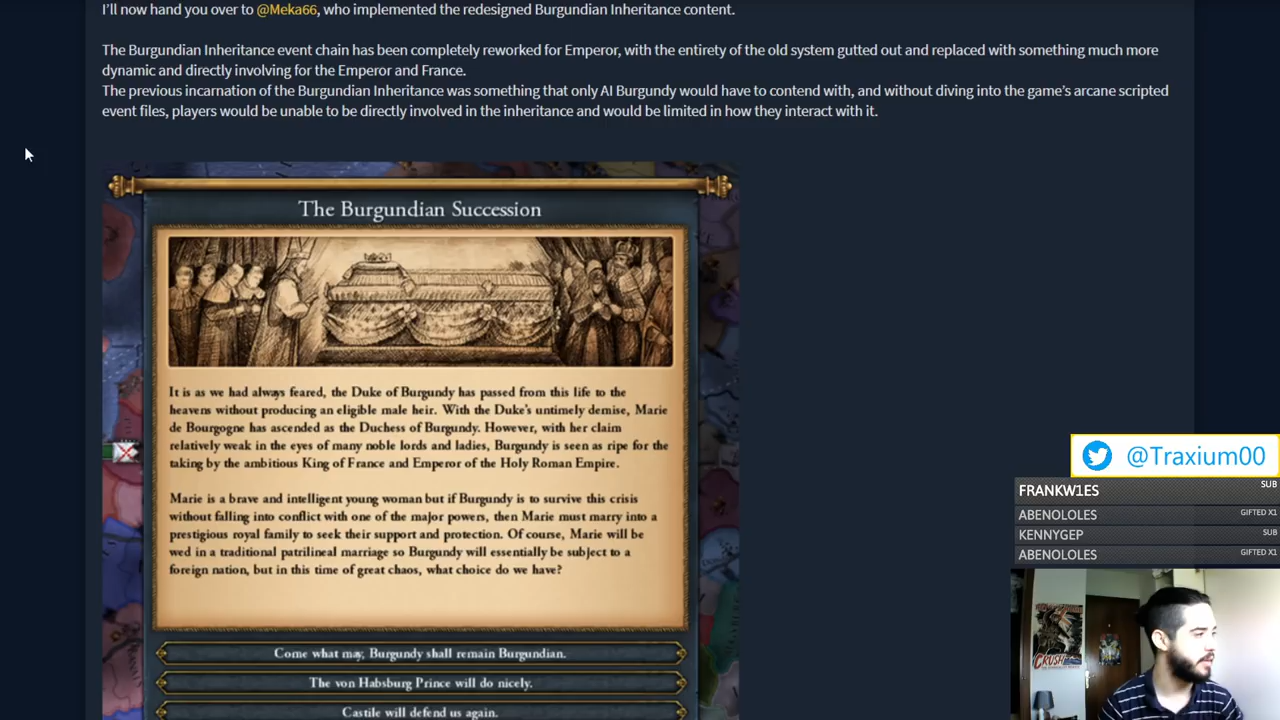 I'll now hand you over to @Meka66, who implemented the redesigned Burgundian Inheritance content.
The Burgundian Inheritance event chain has been completely reworked for Emperor, with the entirety of the old system gutted out and replaced with something much more
dynamic and directly involving for the Emperor and France.
The previous incarnation of the Burgundian Inheritance was something that only AI Burgundy would have to contend with, and without diving into the game's arcane scripted
event files, players would be unable to be directly involved in the inheritance and would be limited in how they interact with it.
The Burgundian Succession
It is as we had always feared, the Duke of Burgundy has passed from this life to the
heavens without producing an eligible male heir. With the Duke's untimely demise, Marie
de Bourgogne has ascended as the Duchess of Burgundy. However, with her claim
relatively weak in the eyes of many noble lords and ladies, Burgundy is seen as ripe for the
taking by the ambitious King of France and Emperor of the Holy Roman Empire.
Marie is a brave and intelligent young woman but if Burgundy is to survive this crisis
without falling into conflict with one of the major powers, then Marie must marry into a
prestigious royal family to seek their support and protection. Of course, Marie will be
wed in a traditional patrilineal marriage so Burgundy will essentially be subject to a
foreign nation, but in this time of great chaos, what choice do we have?
Come what may, Burgundy shall remain Burgundian.
The von Habsburg Prince will do nicely.
Castile will defend us again.
@Traxium00
FRANKW1ES SUB
ABENOLOLES GIFTED X1
KENNYGEP SUB
ABENOLOLES GIFTED X1
CRUSH